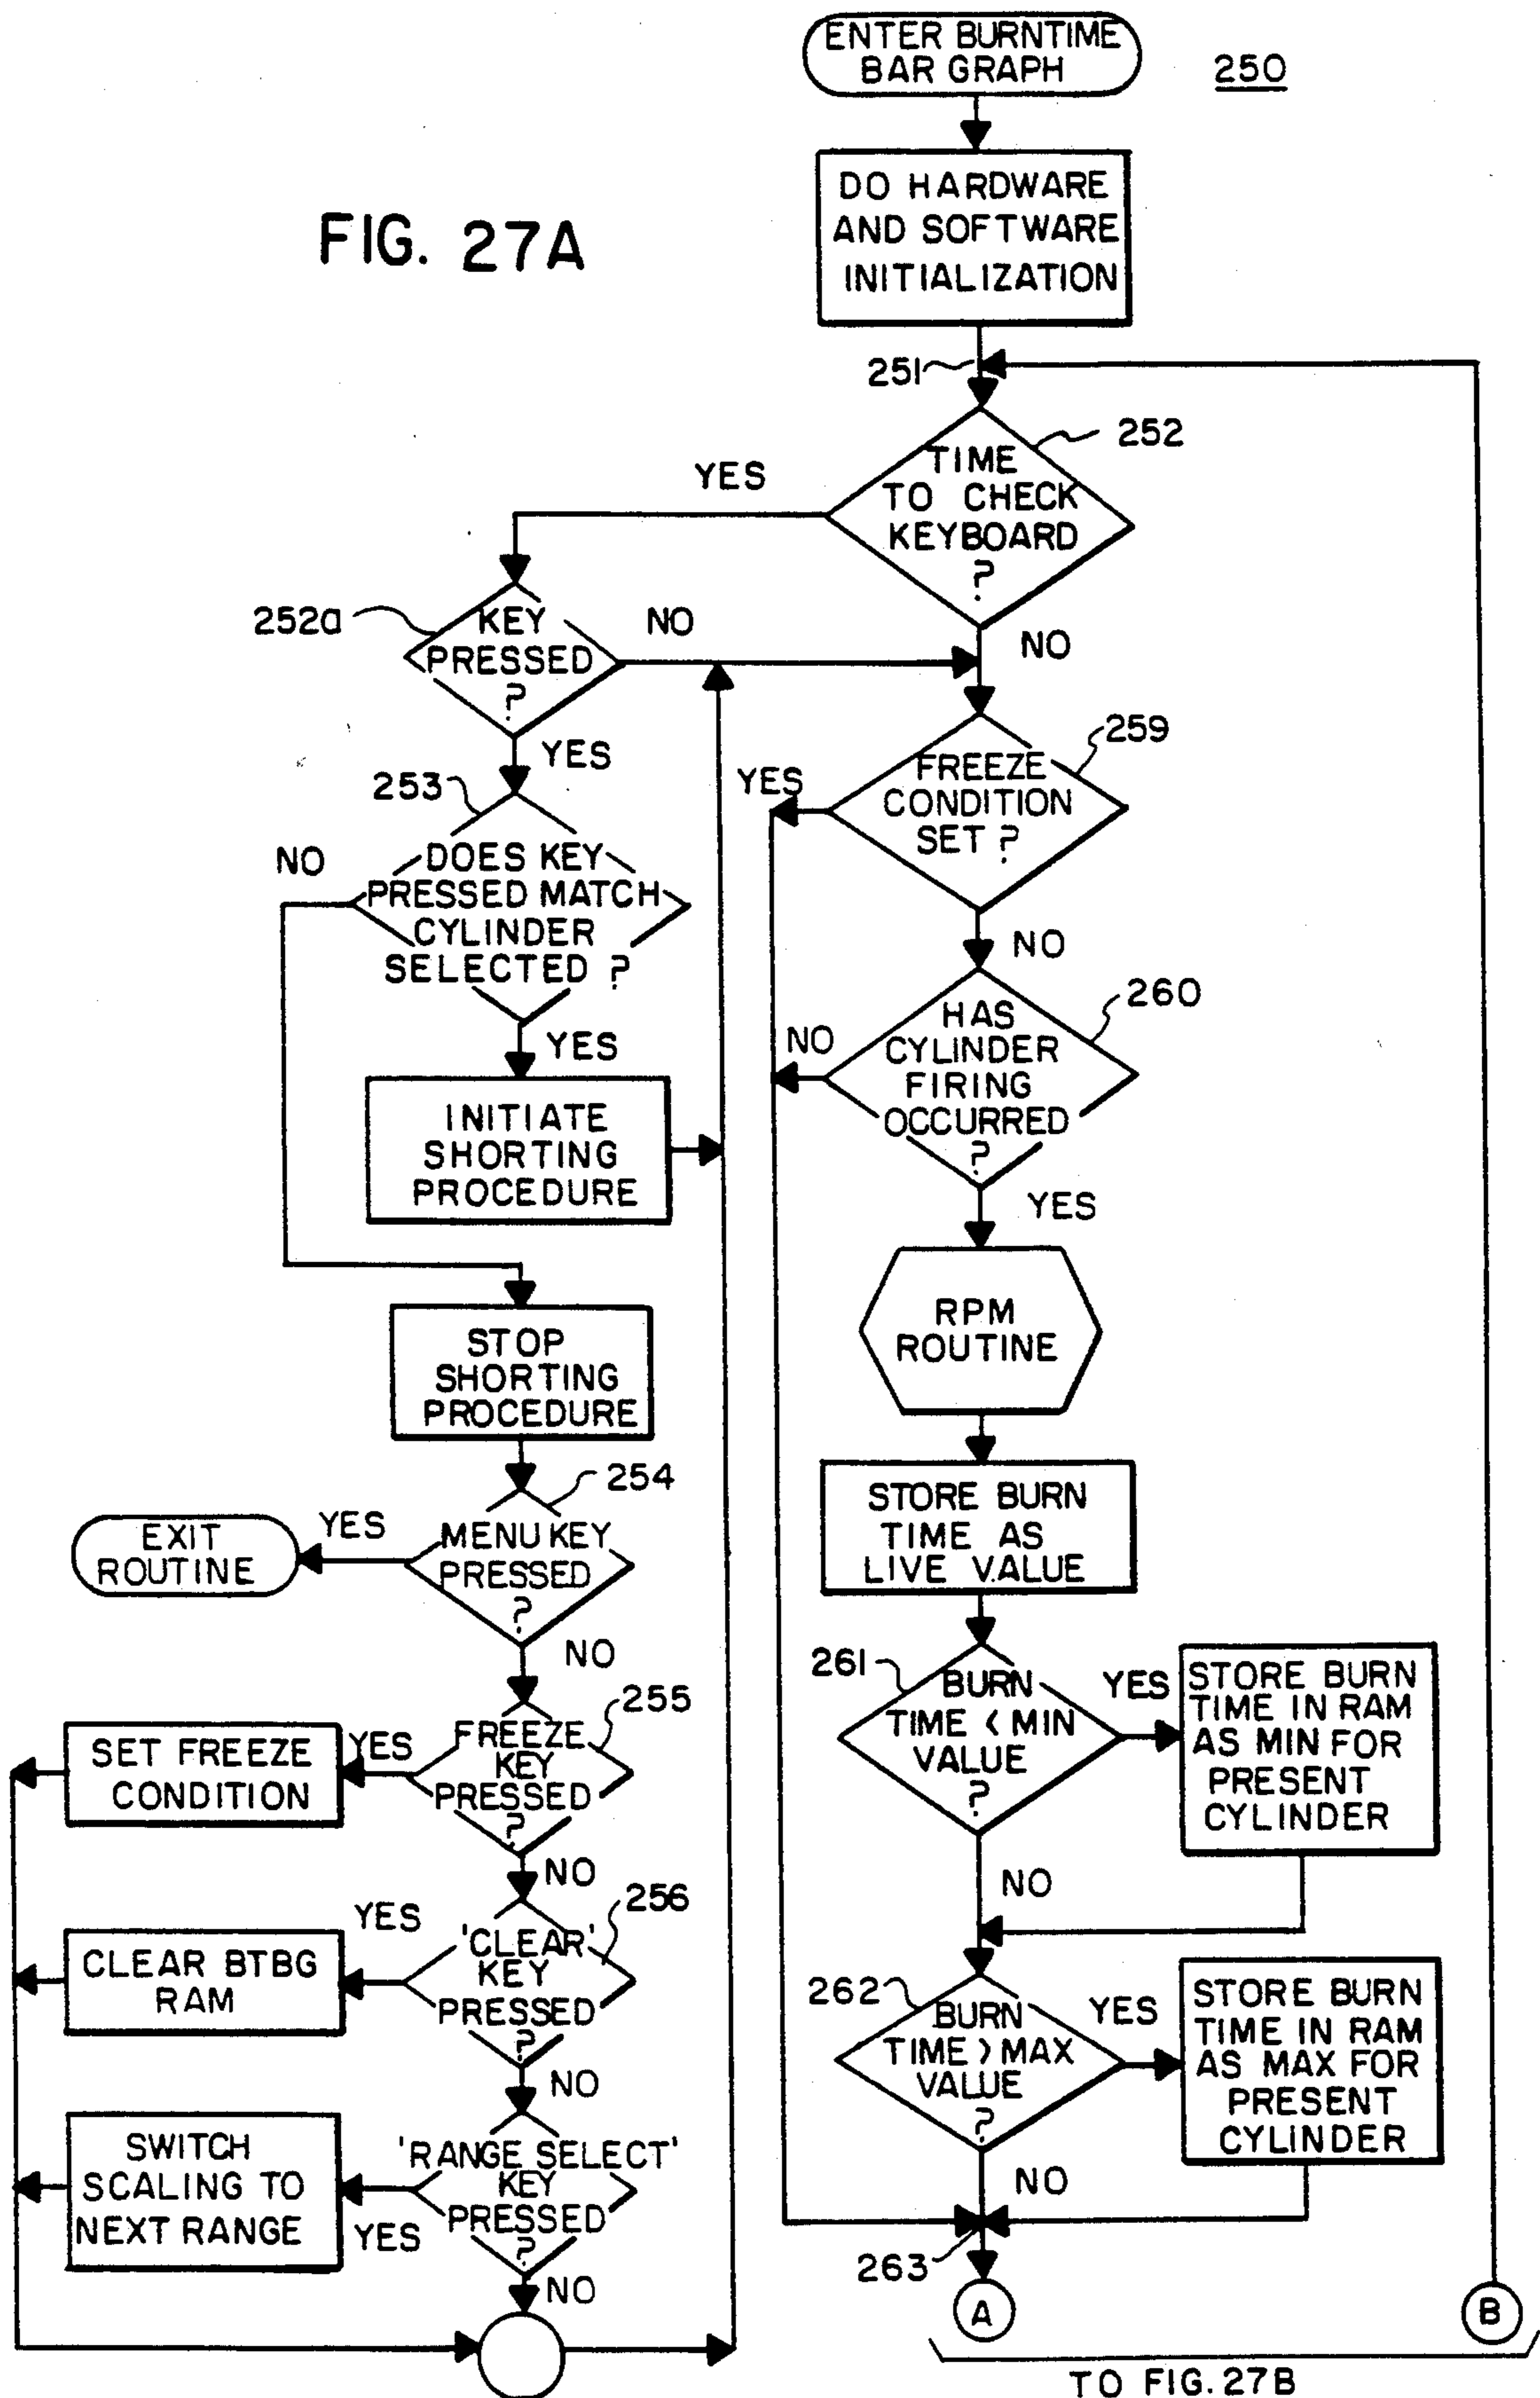 ENTER BURNTIME
BAR GRAPH
250
DO HARDWARE
AND SOFTWARE
INITIALIZATION
FIG. 27A
251
252
TIME
TO CHECK
KEYBOARD
?
YES
NO
252a
KEY
PRESSED
?
NO
YES
253
DOES KEY
PRESSED MATCH
CYLINDER
SELECTED ?
NO
YES
INITIATE
SHORTING
PROCEDURE
STOP
SHORTING
PROCEDURE
254
MENU KEY
PRESSED
?
YES
EXIT
ROUTINE
NO
255
FREEZE
KEY
PRESSED
?
YES
SET FREEZE
CONDITION
NO
256
'CLEAR'
KEY
PRESSED
?
YES
CLEAR BTBG
RAM
NO
'RANGE SELECT'
KEY
PRESSED
?
YES
SWITCH
SCALING TO
NEXT RANGE
NO
259
FREEZE
CONDITION
SET ?
YES
NO
260
HAS
CYLINDER
FIRING
OCCURRED
?
NO
YES
RPM
ROUTINE
STORE BURN
TIME AS
LIVE VALUE
261
BURN
TIME < MIN
VALUE
?
YES
STORE BURN
TIME IN RAM
AS MIN FOR
PRESENT
CYLINDER
NO
262
BURN
TIME > MAX
VALUE
?
YES
STORE BURN
TIME IN RAM
AS MAX FOR
PRESENT
CYLINDER
NO
263
A
B
TO FIG. 27B